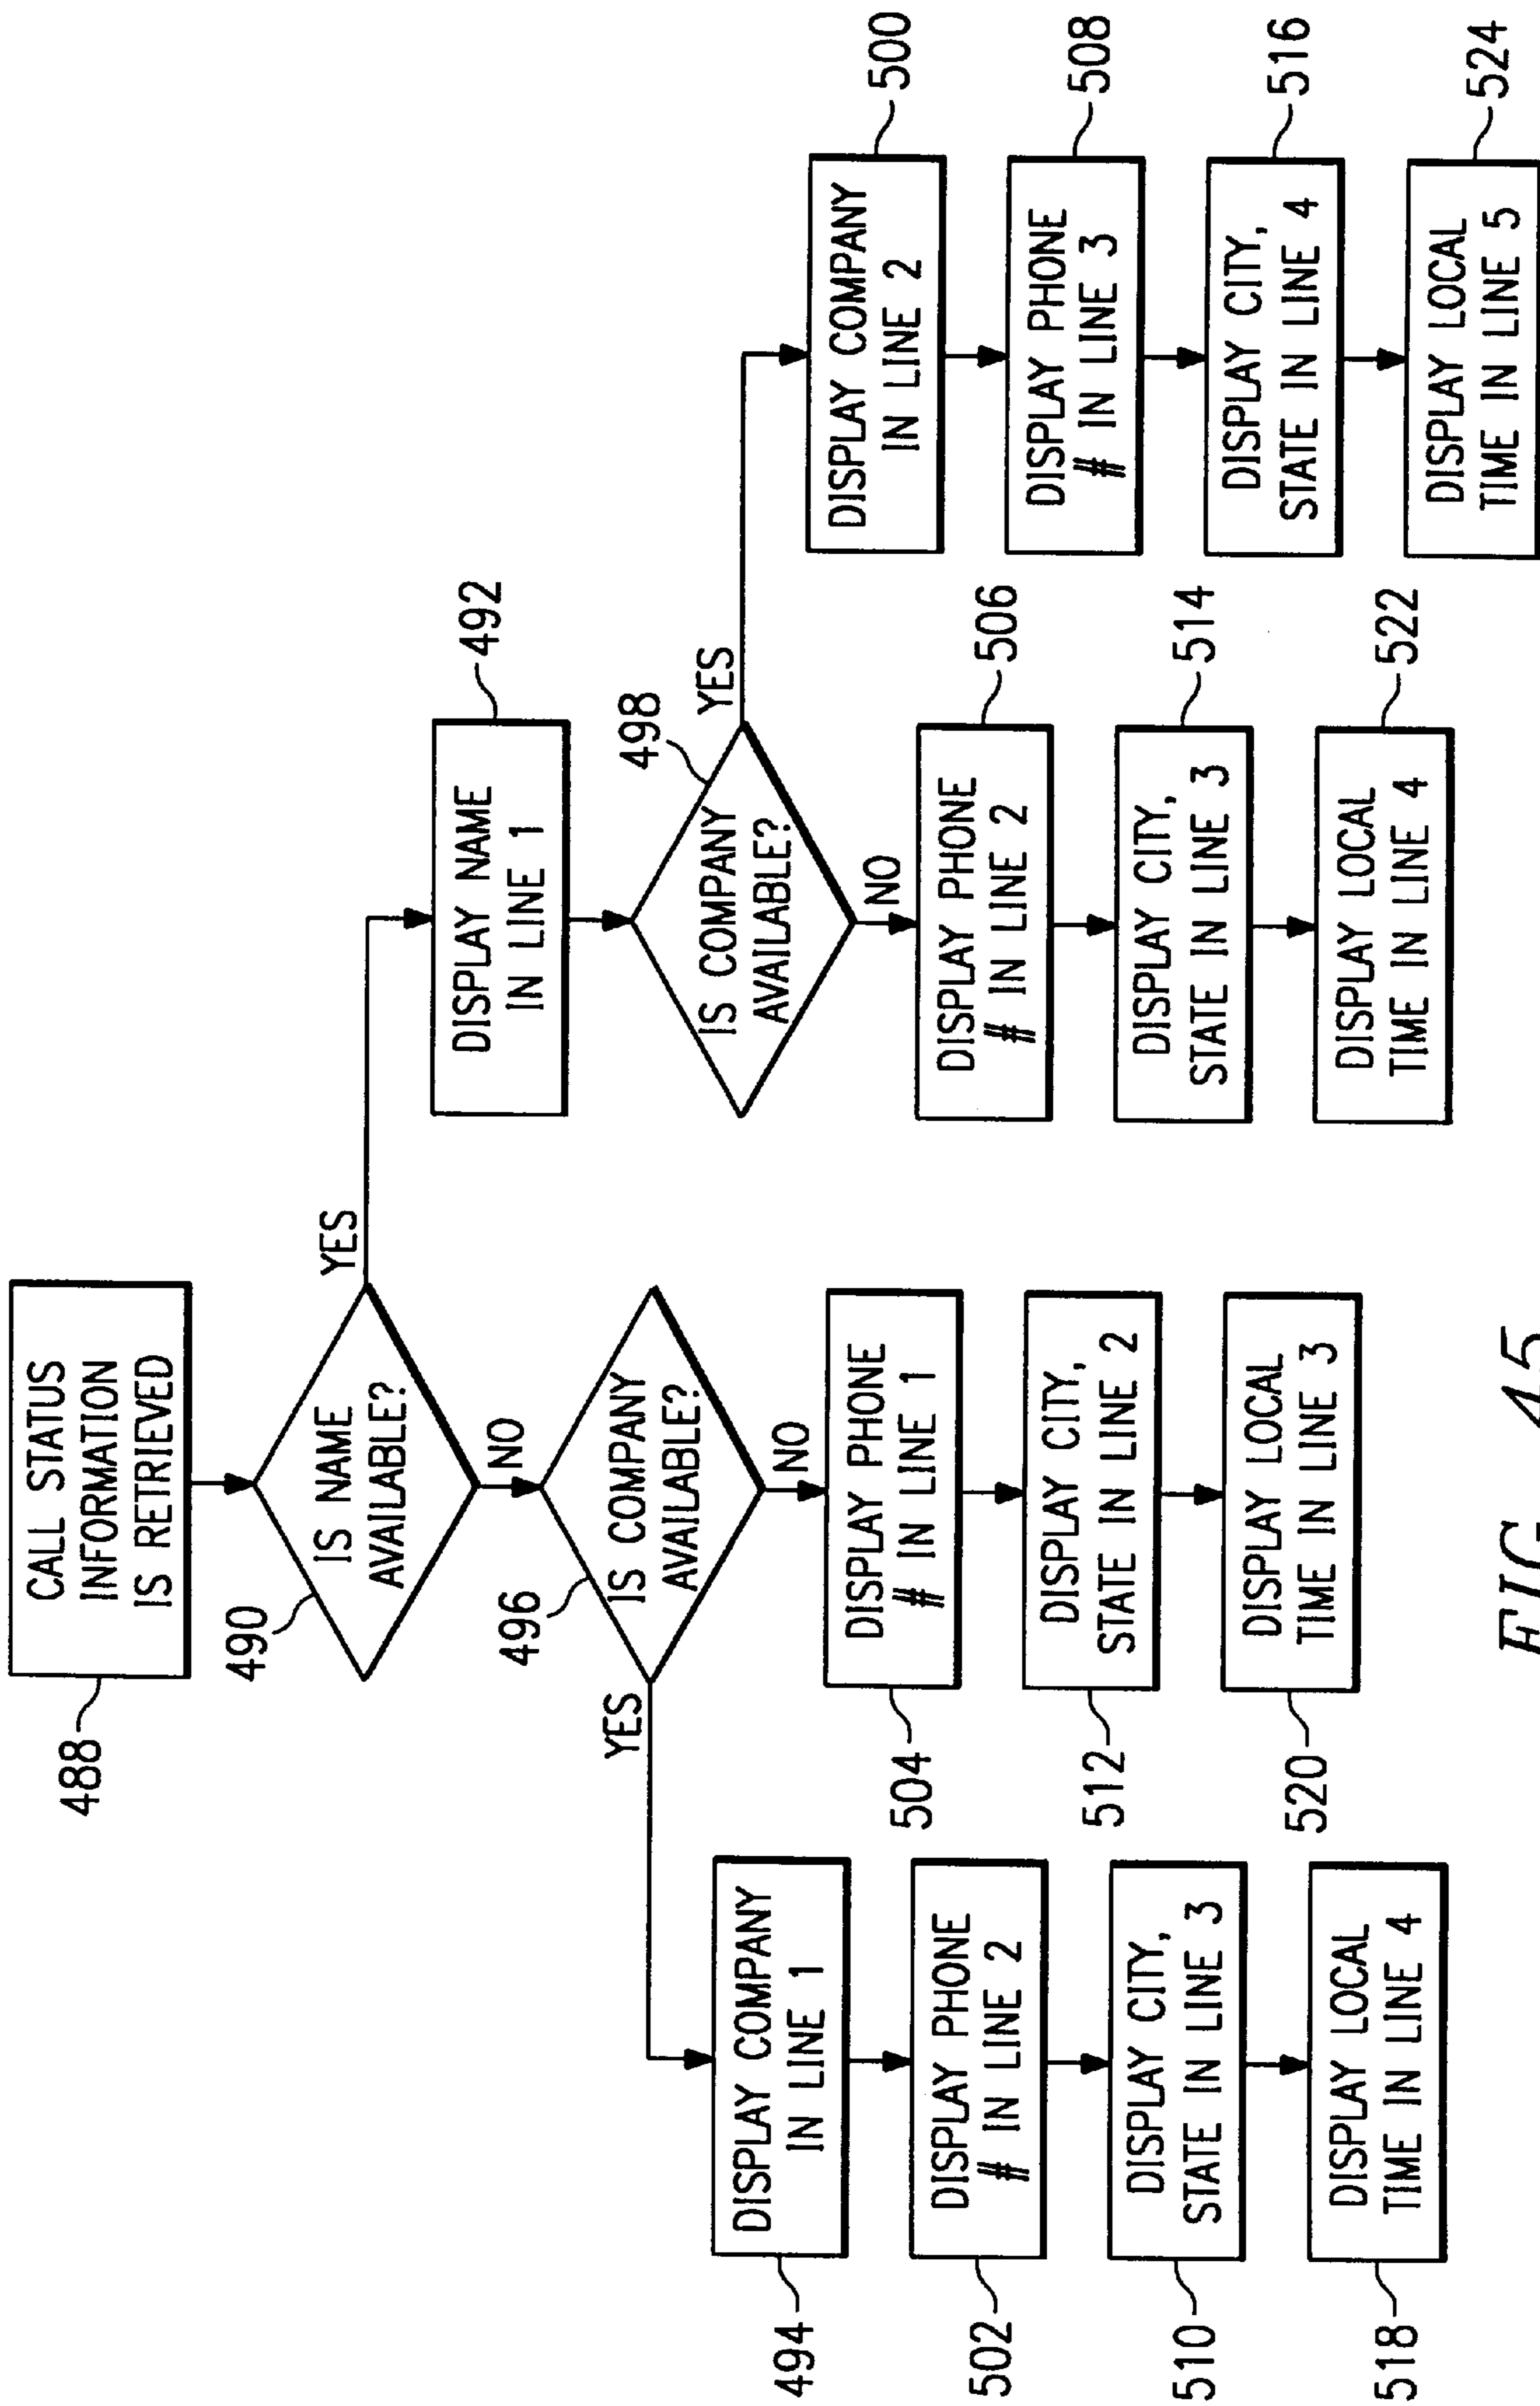 CALL STATUS
INFORMATION
IS RETRIEVED
488
490
IS NAME
AVAILABLE?
YES
NO
492
DISPLAY NAME
IN LINE 1
496
IS COMPANY
AVAILABLE?
YES
NO
498
IS COMPANY
AVAILABLE?
YES
NO
494
DISPLAY COMPANY
IN LINE 1
502
DISPLAY PHONE
# IN LINE 2
510
DISPLAY CITY,
STATE IN LINE 3
518
DISPLAY LOCAL
TIME IN LINE 4
504
DISPLAY PHONE
# IN LINE 1
512
DISPLAY CITY,
STATE IN LINE 2
520
DISPLAY LOCAL
TIME IN LINE 3
506
DISPLAY PHONE
# IN LINE 2
514
DISPLAY CITY,
STATE IN LINE 3
522
DISPLAY LOCAL
TIME IN LINE 4
500
DISPLAY COMPANY
IN LINE 2
508
DISPLAY PHONE
# IN LINE 3
516
DISPLAY CITY,
STATE IN LINE 4
524
DISPLAY LOCAL
TIME IN LINE 5
FIG. 45